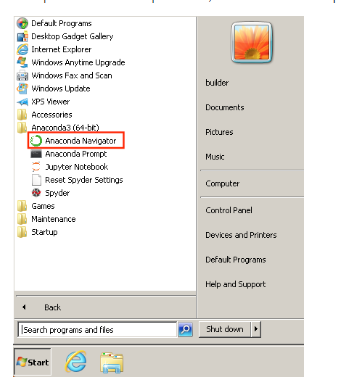 Default Programs
Desktop Gadget Gallery
Internet Explorer
Windows Anytime Upgrade
Windows Fax and Scan
Windows Update
XPS Viewer
Accessories
Anaconda3 (64-bit)
Anaconda Navigator
Anaconda Prompt
Jupyter Notebook
Reset Spyder Settings
Spyder
Games
Maintenance
Startup
Back
Search programs and files
builder
Documents
Pictures
Music
Computer
Control Panel
Devices and Printers
Default Programs
Help and Support
Shut down
Start